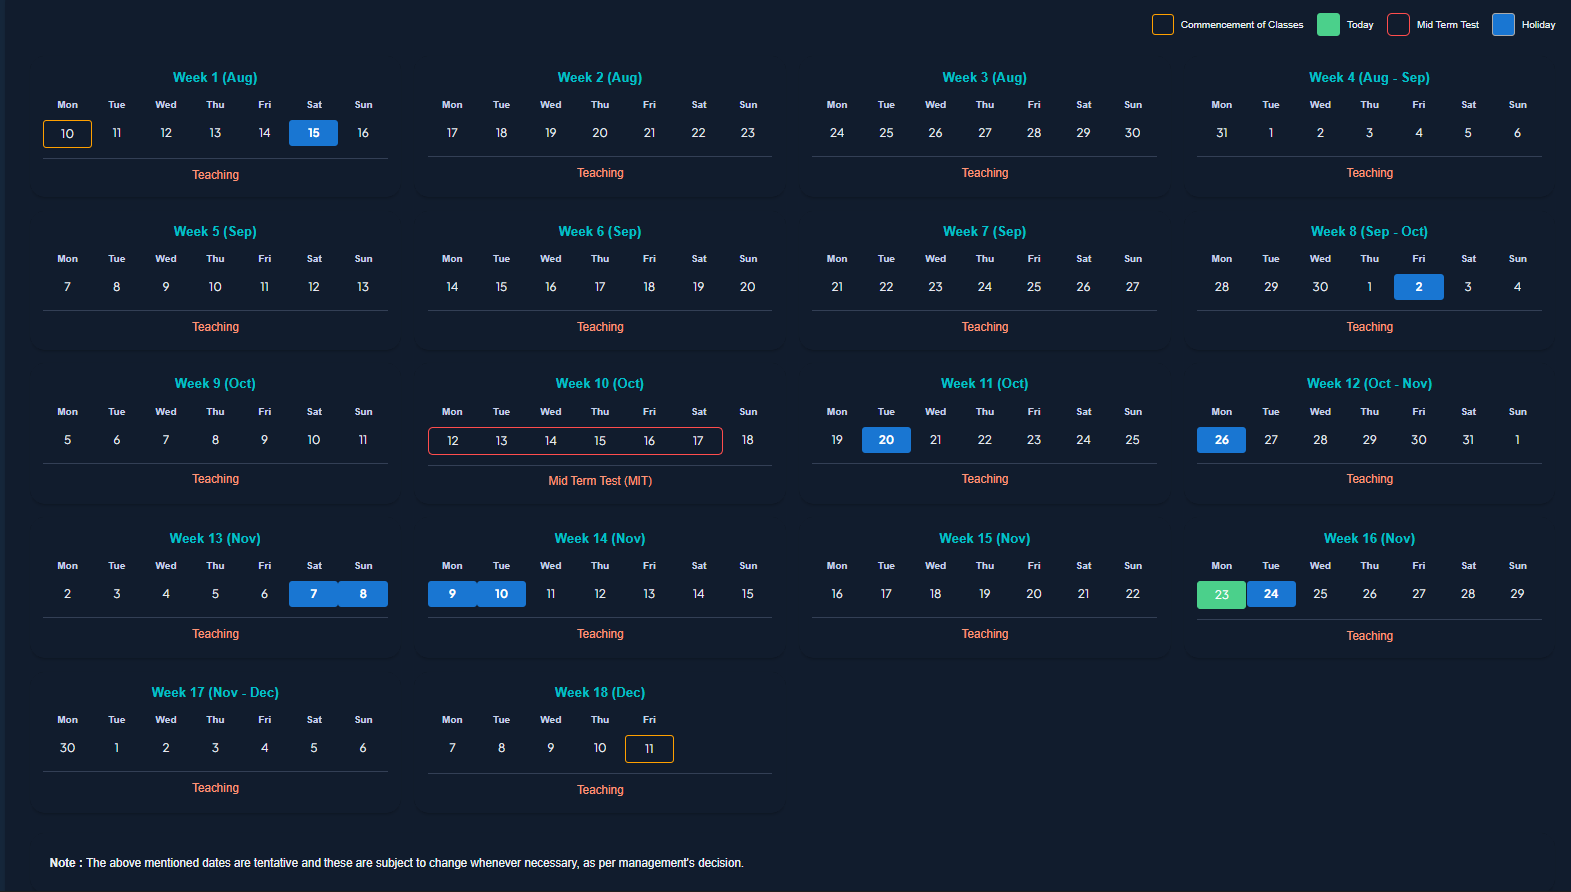 Commencement of Classes Today Mid Term Test Holiday
Week 1 (Aug)
Mon Tue Wed Thu Fri Sat Sun
10 11 12 13 14 15 16
Teaching
Week 2 (Aug)
Mon Tue Wed Thu Fri Sat Sun
17 18 19 20 21 22 23
Teaching
Week 3 (Aug)
Mon Tue Wed Thu Fri Sat Sun
24 25 26 27 28 29 30
Teaching
Week 4 (Aug - Sep)
Mon Tue Wed Thu Fri Sat Sun
31 1 2 3 4 5 6
Teaching
Week 5 (Sep)
Mon Tue Wed Thu Fri Sat Sun
7 8 9 10 11 12 13
Teaching
Week 6 (Sep)
Mon Tue Wed Thu Fri Sat Sun
14 15 16 17 18 19 20
Teaching
Week 7 (Sep)
Mon Tue Wed Thu Fri Sat Sun
21 22 23 24 25 26 27
Teaching
Week 8 (Sep - Oct)
Mon Tue Wed Thu Fri Sat Sun
28 29 30 1 2 3 4
Teaching
Week 9 (Oct)
Mon Tue Wed Thu Fri Sat Sun
5 6 7 8 9 10 11
Teaching
Week 10 (Oct)
Mon Tue Wed Thu Fri Sat Sun
12 13 14 15 16 17 18
Mid Term Test (MIT)
Week 11 (Oct)
Mon Tue Wed Thu Fri Sat Sun
19 20 21 22 23 24 25
Teaching
Week 12 (Oct - Nov)
Mon Tue Wed Thu Fri Sat Sun
26 27 28 29 30 31 1
Teaching
Week 13 (Nov)
Mon Tue Wed Thu Fri Sat Sun
2 3 4 5 6 7 8
Teaching
Week 14 (Nov)
Mon Tue Wed Thu Fri Sat Sun
9 10 11 12 13 14 15
Teaching
Week 15 (Nov)
Mon Tue Wed Thu Fri Sat Sun
16 17 18 19 20 21 22
Teaching
Week 16 (Nov)
Mon Tue Wed Thu Fri Sat Sun
23 24 25 26 27 28 29
Teaching
Week 17 (Nov - Dec)
Mon Tue Wed Thu Fri Sat Sun
30 1 2 3 4 5 6
Teaching
Week 18 (Dec)
Mon Tue Wed Thu Fri
7 8 9 10 11
Teaching
Note : The above mentioned dates are tentative and these are subject to change whenever necessary, as per management's decision.